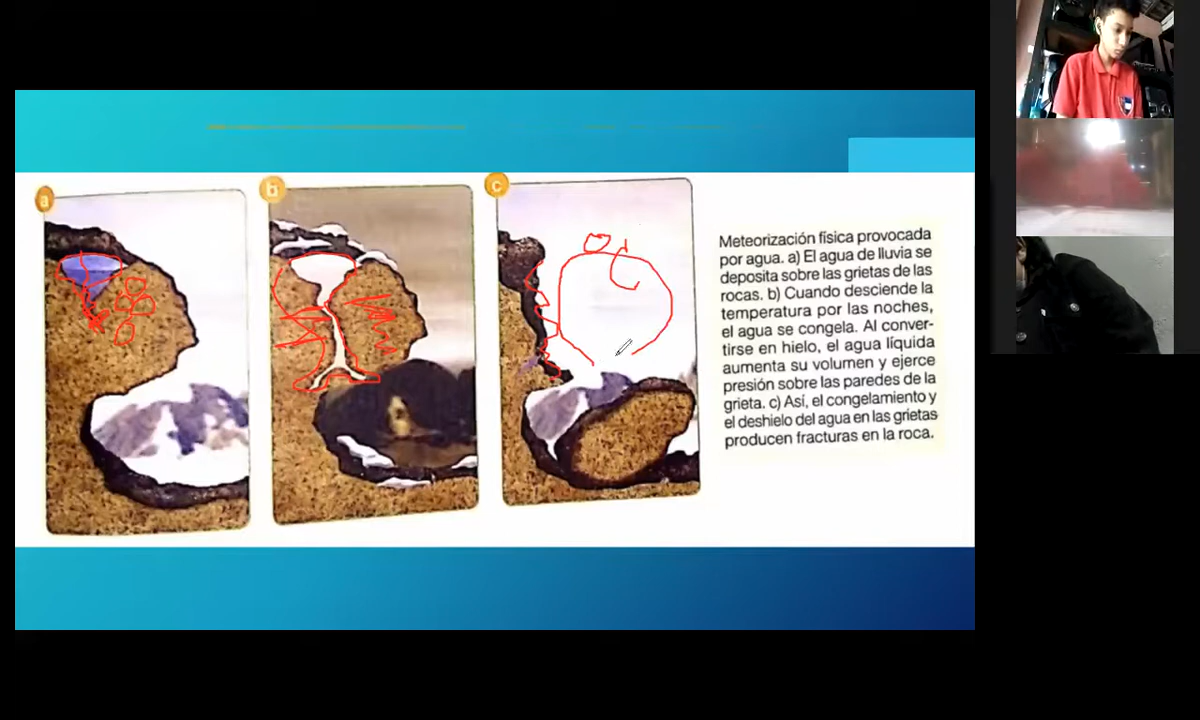 a
b
c
Meteorización física provocada
por agua. a) El agua de lluvia se
deposita sobre las grietas de las
rocas. b) Cuando desciende la
temperatura por las noches,
el agua se congela. Al conver-
tirse en hielo, el agua líquida
aumenta su volumen y ejerce
presión sobre las paredes de la
grieta. c) Así, el congelamiento y
el deshielo del agua en las grietas
producen fracturas en la roca.